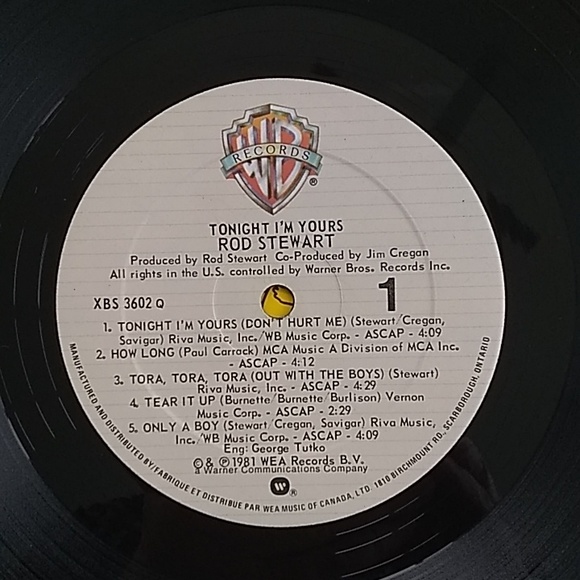 WB
RECORDS
®
TONIGHT I'M YOURS
ROD STEWART
Produced by Rod Stewart Co-Produced by Jim Cregan
All rights in the U.S. controlled by Warner Bros. Records Inc.
XBS 3602 Q
1
1. TONIGHT I'M YOURS (DON'T HURT ME) (Stewart/Cregan,
Savigar) Riva Music, Inc./WB Music Corp. - ASCAP - 4:09
2. HOW LONG (Paul Carrack) MCA Music A Division of MCA Inc.
- ASCAP - 4:12
3. TORA, TORA, TORA (OUT WITH THE BOYS) (Stewart)
Riva Music, Inc. - ASCAP - 4:29
4. TEAR IT UP (Burnette/Burnette/Burlison) Vernon
Music Corp. - ASCAP - 2:29
5. ONLY A BOY (Stewart/Cregan, Savigar) Riva Music,
Inc./WB Music Corp. - ASCAP - 4:09
Eng: George Tutko
© & ℗ 1981 WEA Records B.V.
A Warner Communications Company
W ®
MANUFACTURED AND DISTRIBUTED BY/FABRIQUE ET DISTRIBUE PAR WEA MUSIC OF CANADA, LTD. 1810 BIRCHMOUNT RD., SCARBOROUGH, ONTARIO